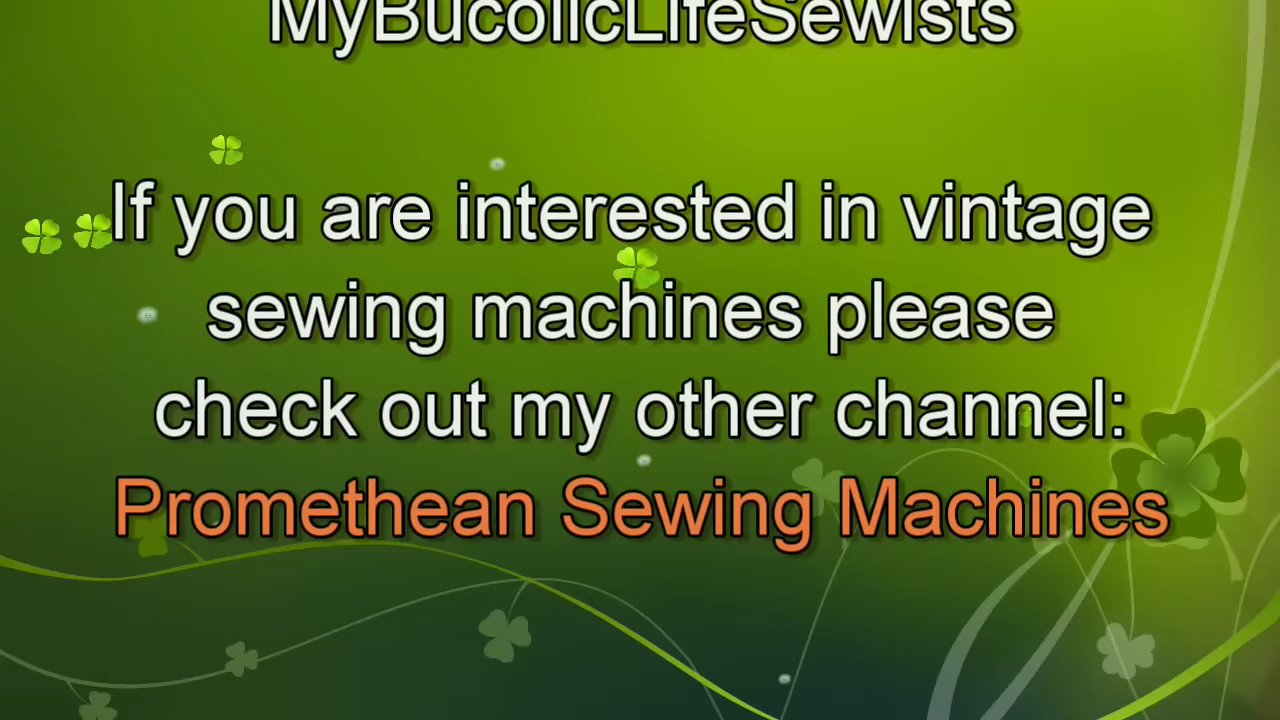 MyBucolicLifeSewists
If you are interested in vintage
sewing machines please
check out my other channel:
Promethean Sewing Machines